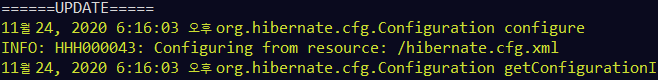 ======UPDATE=====
11월 24, 2020 6:16:03 오후 org.hibernate.cfg.Configuration configure
INFO: HHH000043: Configuring from resource: /hibernate.cfg.xml
11월 24, 2020 6:16:03 오후 org.hibernate.cfg.Configuration getConfigurationI